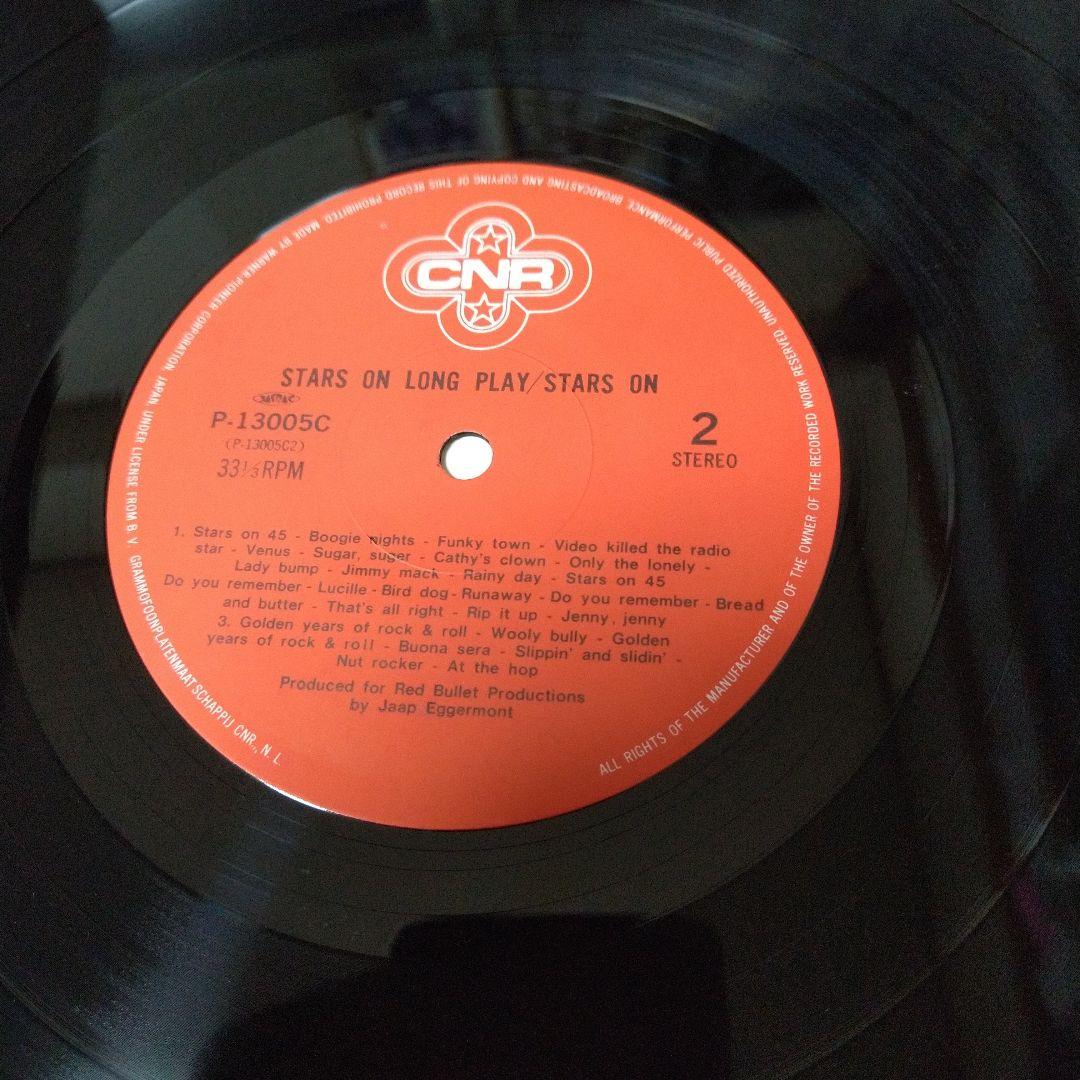 CNR
STARS ON LONG PLAY/STARS ON
P-13005C
(P-13005C2)
33⅓RPM
2
STEREO
1. Stars on 45 - Boogie nights - Funky town - Video killed the radio
star - Venus - Sugar, suger - Cathy's clown - Only the lonely -
Lady bump - Jimmy mack - Rainy day - Stars on 45
Do you remember - Lucille - Bird dog - Runaway - Do you remember - Bread
and butter - That's all right - Rip it up - Jenny, jenny
3. Golden years of rock & roll - Wooly bully - Golden
years of rock & roll - Buona sera - Slippin' and slidin' -
Nut rocker - At the hop
Produced for Red Bullet Productions
by Jaap Eggermont
ALL RIGHTS OF THE MANUFACTURER AND OF THE OWNER OF THE RECORDED WORK RESERVED. UNAUTHORIZED PUBLIC PERFORMANCE, BROADCASTING AND COPYING OF THIS RECORD PROHIBITED. MADE BY WARNER-PIONEER CORPORATION, JAPAN. UNDER LICENSE FROM B. V. GRAMMOFOONPLATENMAATSCHAPPIJ CNR., N. L.